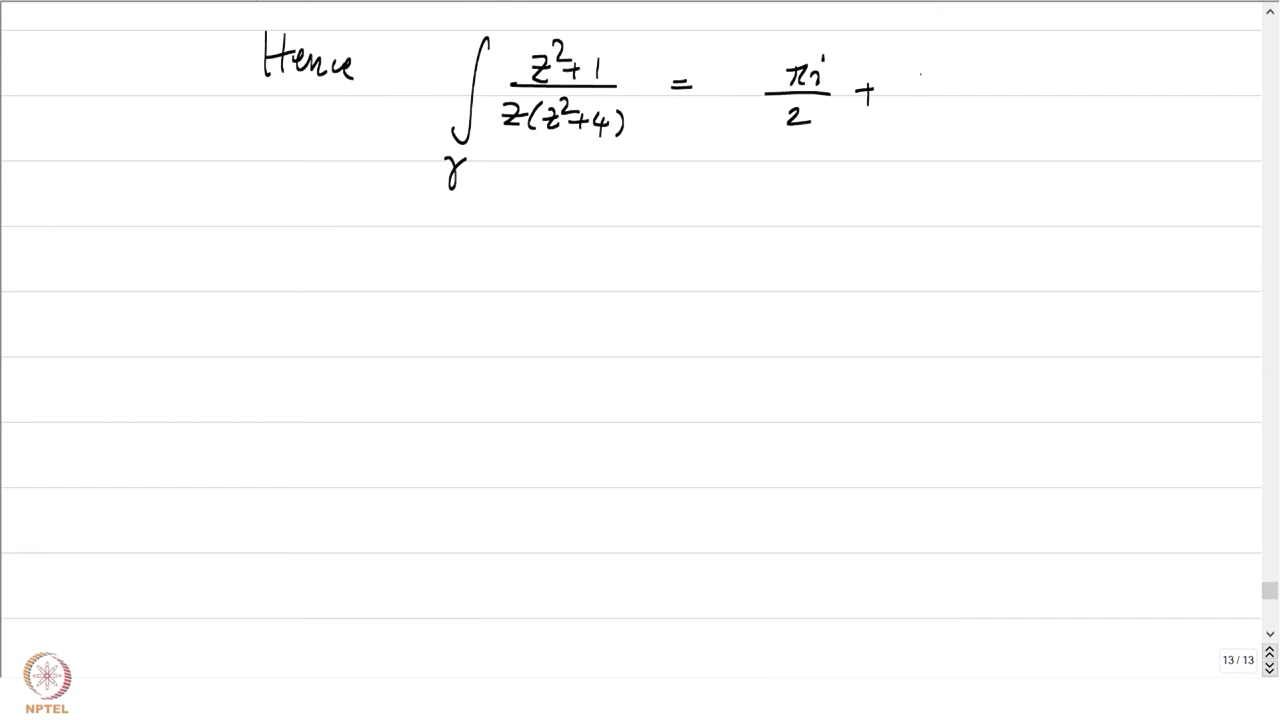 Hence ∫_γ (z²+1)/(z(z²+4)) = πi/2 +
13 / 13
NPTEL